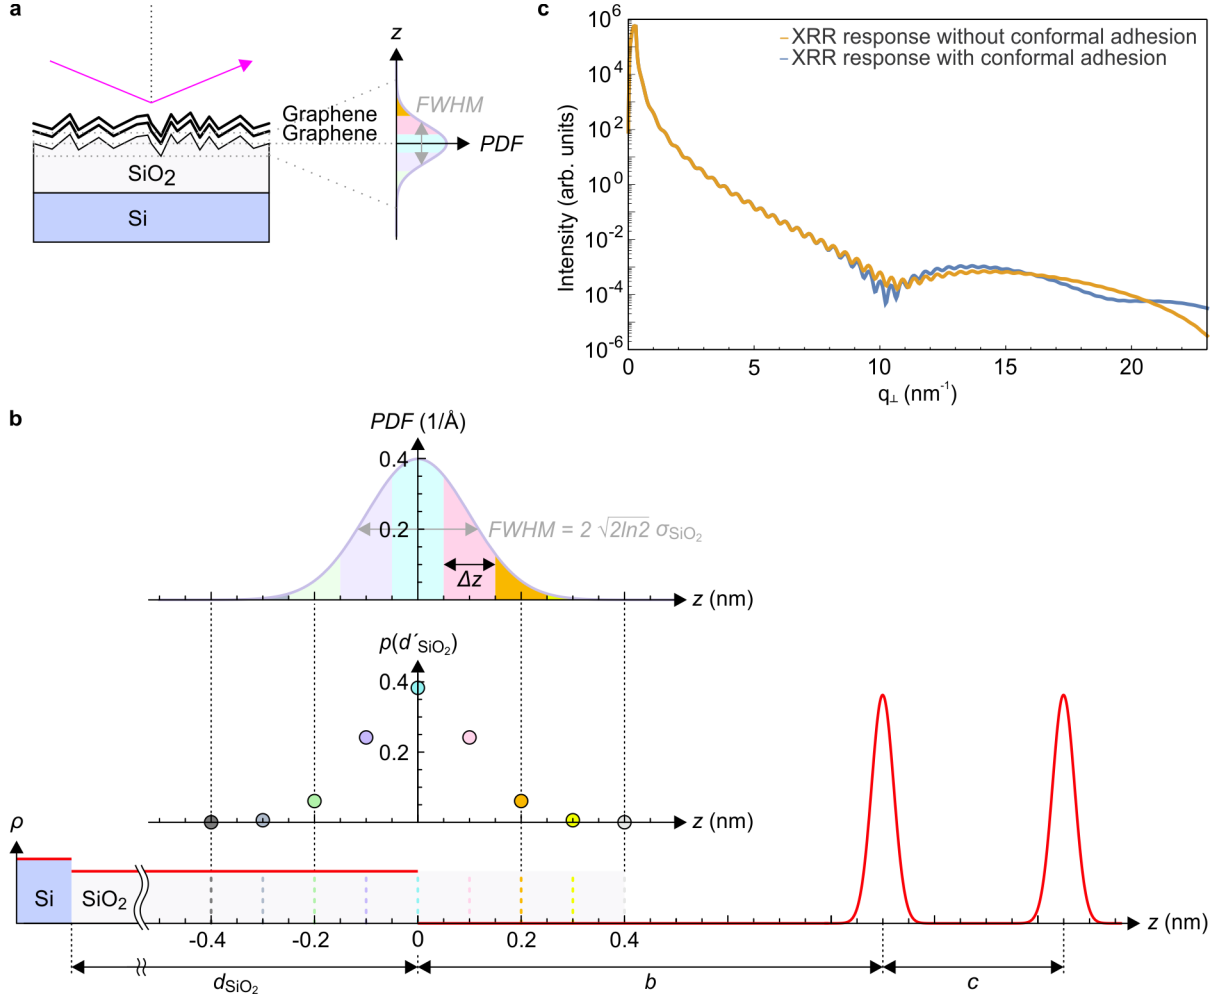 a
z
Graphene
Graphene
FWHM
PDF
SiO2
Si
c
10^6
10^4
10^2
10^0
10^-2
10^-4
10^-6
Intensity (arb. units)
XRR response without conformal adhesion
XRR response with conformal adhesion
0 5 10 15 20
q⊥ (nm^-1)
b
PDF (1/Å)
0.4
0.2
FWHM = 2 √2ln2 σSiO2
Δz
z (nm)
p(d´SiO2)
0.4
0.2
z (nm)
ρ
Si
SiO2
z (nm)
-0.4 -0.2 0 0.2 0.4
dSiO2
b
c